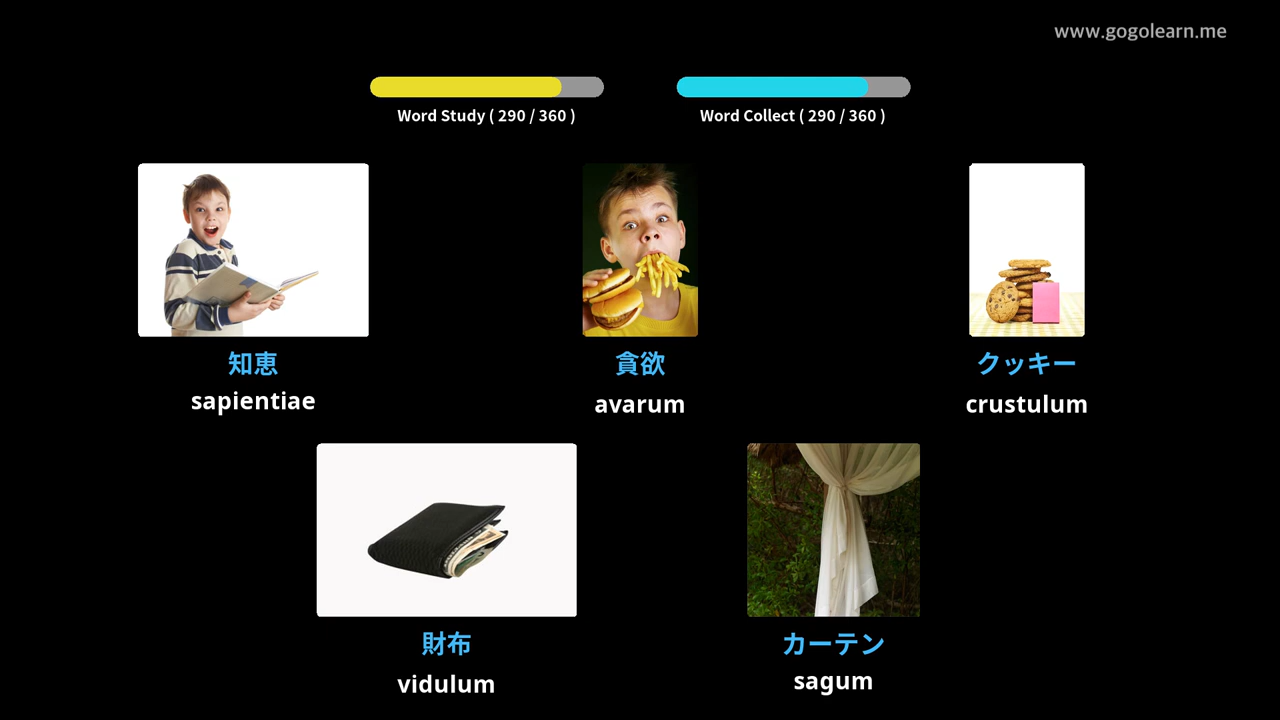 www.gogolearn.me
Word Study ( 290 / 360 )
Word Collect ( 290 / 360 )
知恵
sapientiae
貪欲
avarum
クッキー
crustulum
財布
vidulum
カーテン
sagum